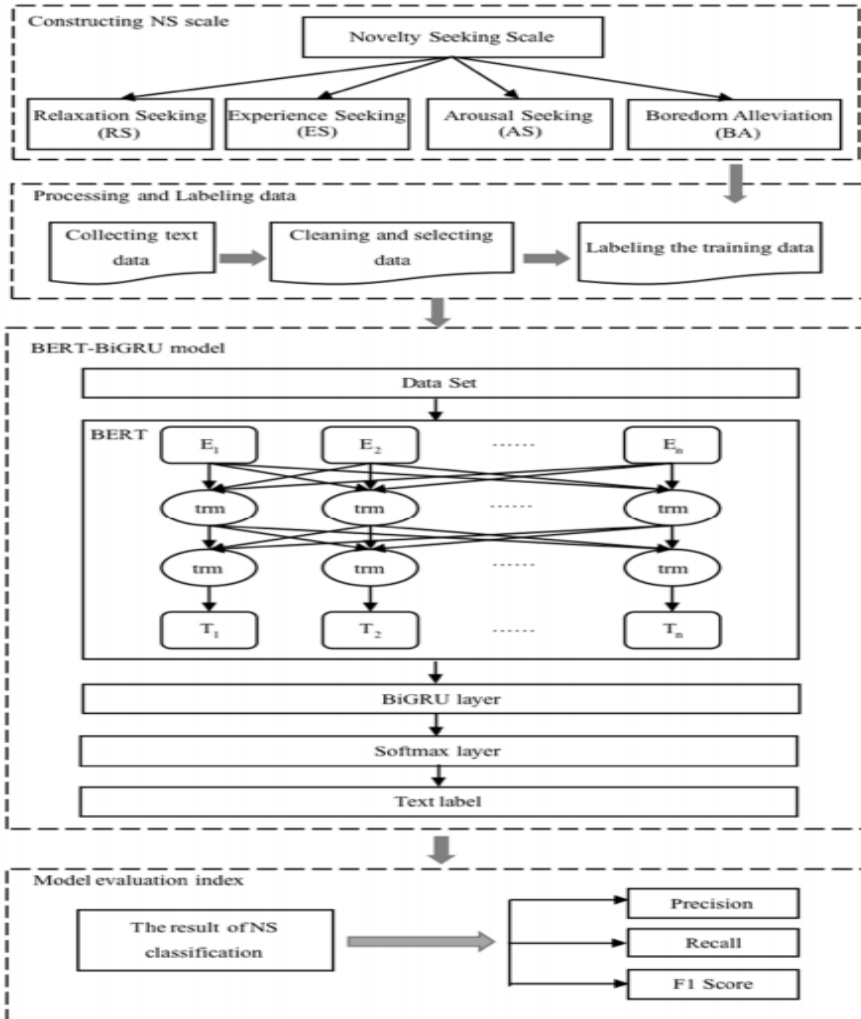 Constructing NS scale
Novelty Seeking Scale
Relaxation Seeking
(RS)
Experience Seeking
(ES)
Arousal Seeking
(AS)
Boredom Alleviation
(BA)
Processing and Labeling data
Collecting text
data
Cleaning and selecting
data
Labeling the training data
BERT-BiGRU model
Data Set
BERT
E₁
E₂
······
Eₙ
trm
trm
······
trm
trm
trm
······
trm
T₁
T₂
······
Tₙ
BiGRU layer
Softmax layer
Text label
Model evaluation index
The result of NS
classification
Precision
Recall
F1 Score